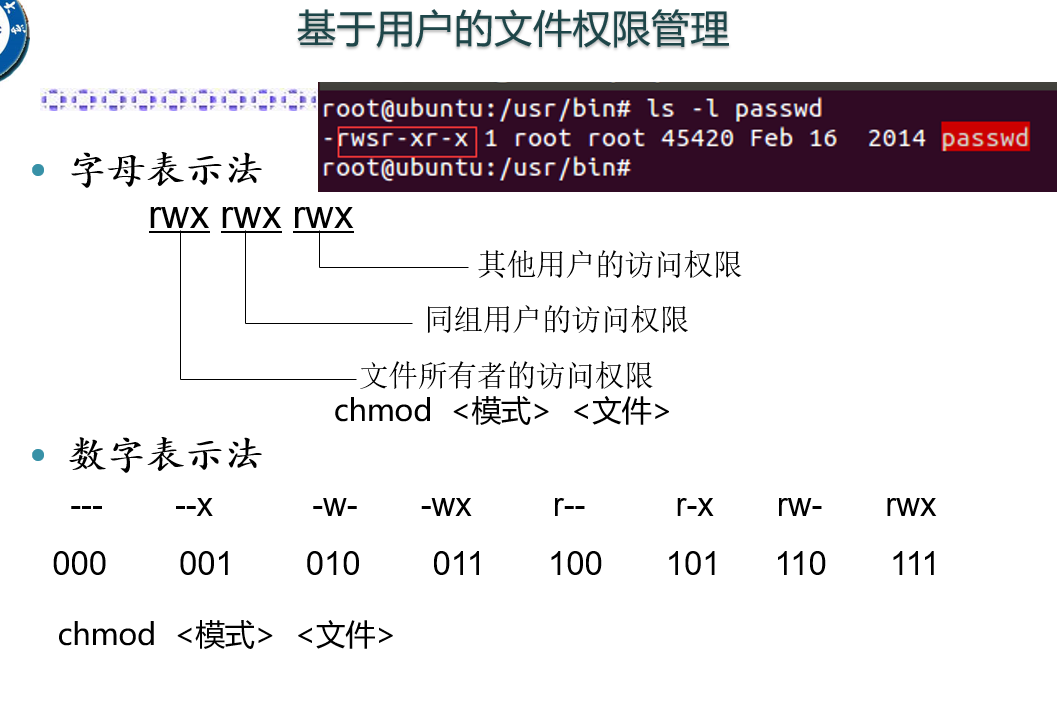 基于用户的文件权限管理
root@ubuntu:/usr/bin# ls -l passwd
-rwsr-xr-x 1 root root 45420 Feb 16  2014 passwd
root@ubuntu:/usr/bin#
• 字母表示法
rwx rwx rwx
其他用户的访问权限
同组用户的访问权限
文件所有者的访问权限
chmod <模式> <文件>
• 数字表示法
--- --x -w- -wx r-- r-x rw- rwx
000 001 010 011 100 101 110 111
chmod <模式> <文件>